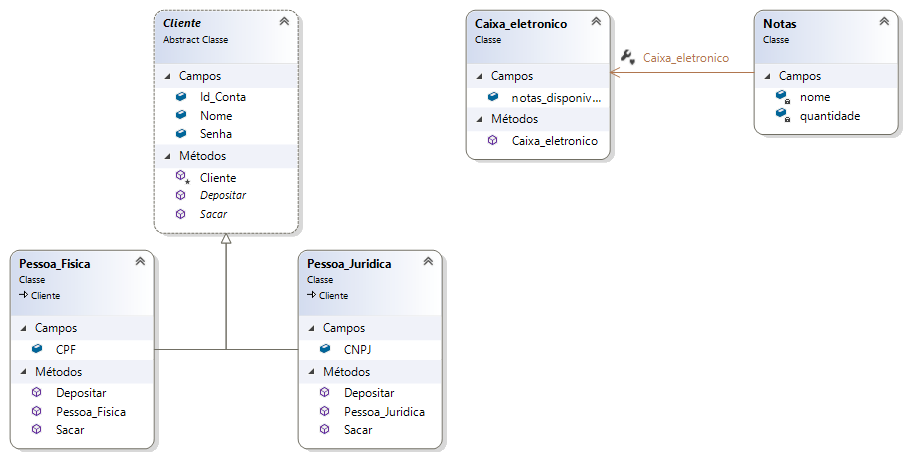 Cliente
Abstract Classe
Campos
Id_Conta
Nome
Senha
Métodos
Cliente
Depositar
Sacar
Caixa_eletronico
Classe
Campos
notas_disponiv...
Métodos
Caixa_eletronico
Caixa_eletronico
Notas
Classe
Campos
nome
quantidade
Pessoa_Fisica
Classe
Cliente
Campos
CPF
Métodos
Depositar
Pessoa_Fisica
Sacar
Pessoa_Juridica
Classe
Cliente
Campos
CNPJ
Métodos
Depositar
Pessoa_Juridica
Sacar